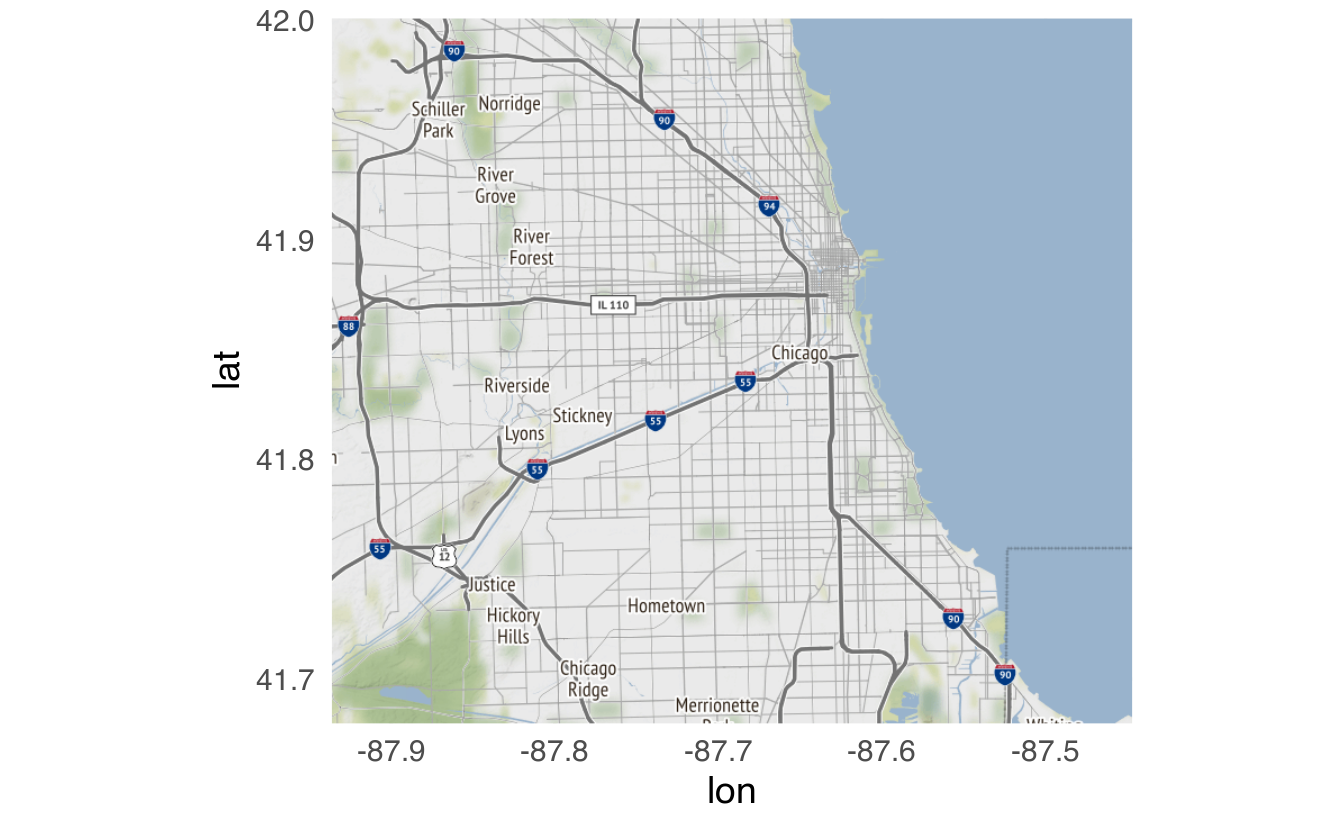 42.0
90
Schiller
Park
Norridge
90
River
Grove
94
41.9
River
Forest
IL 110
88
Chicago
lat
55
Riverside
Stickney
55
Lyons
41.8
55
55
US
12
Justice
Hometown
Hickory
Hills
90
Chicago
Ridge
41.7
90
Merrionette
-87.9
-87.8
-87.7
-87.6
-87.5
lon